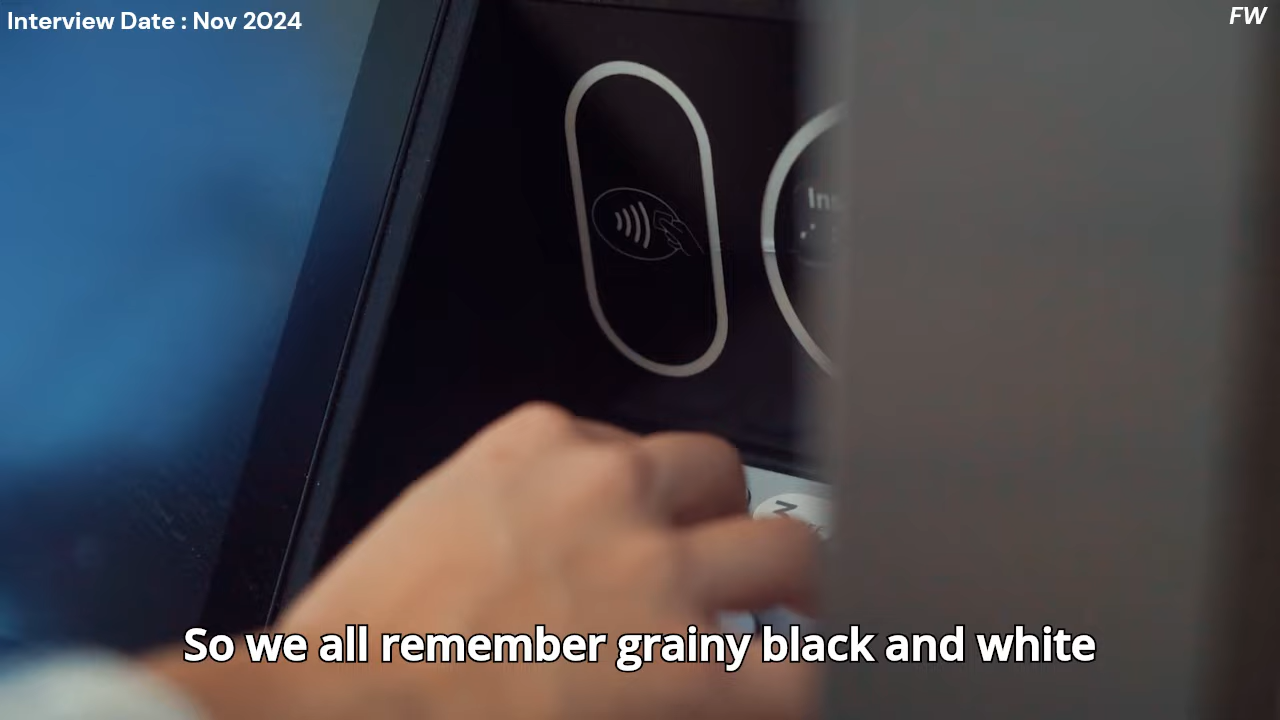 Interview Date : Nov 2024
FW
So we all remember grainy black and white